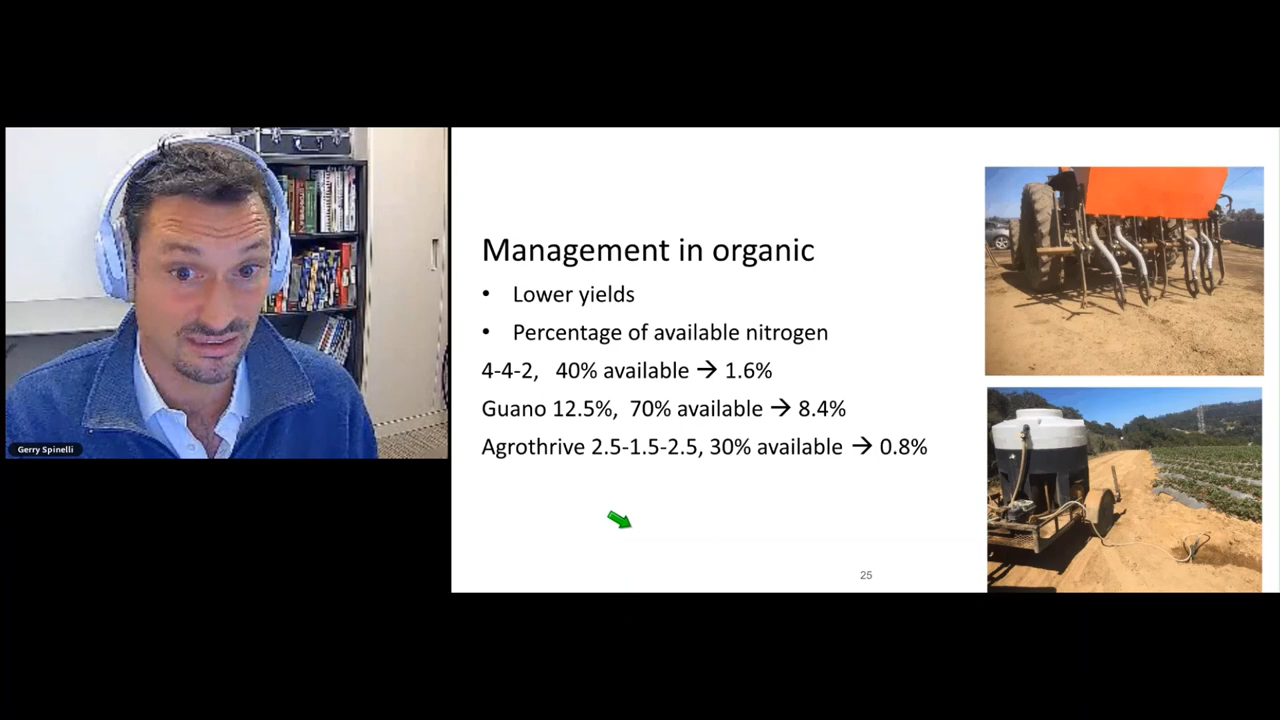 Gerry Spinelli
Management in organic
• Lower yields
• Percentage of available nitrogen
4-4-2, 40% available → 1.6%
Guano 12.5%, 70% available → 8.4%
Agrothrive 2.5-1.5-2.5, 30% available → 0.8%
25